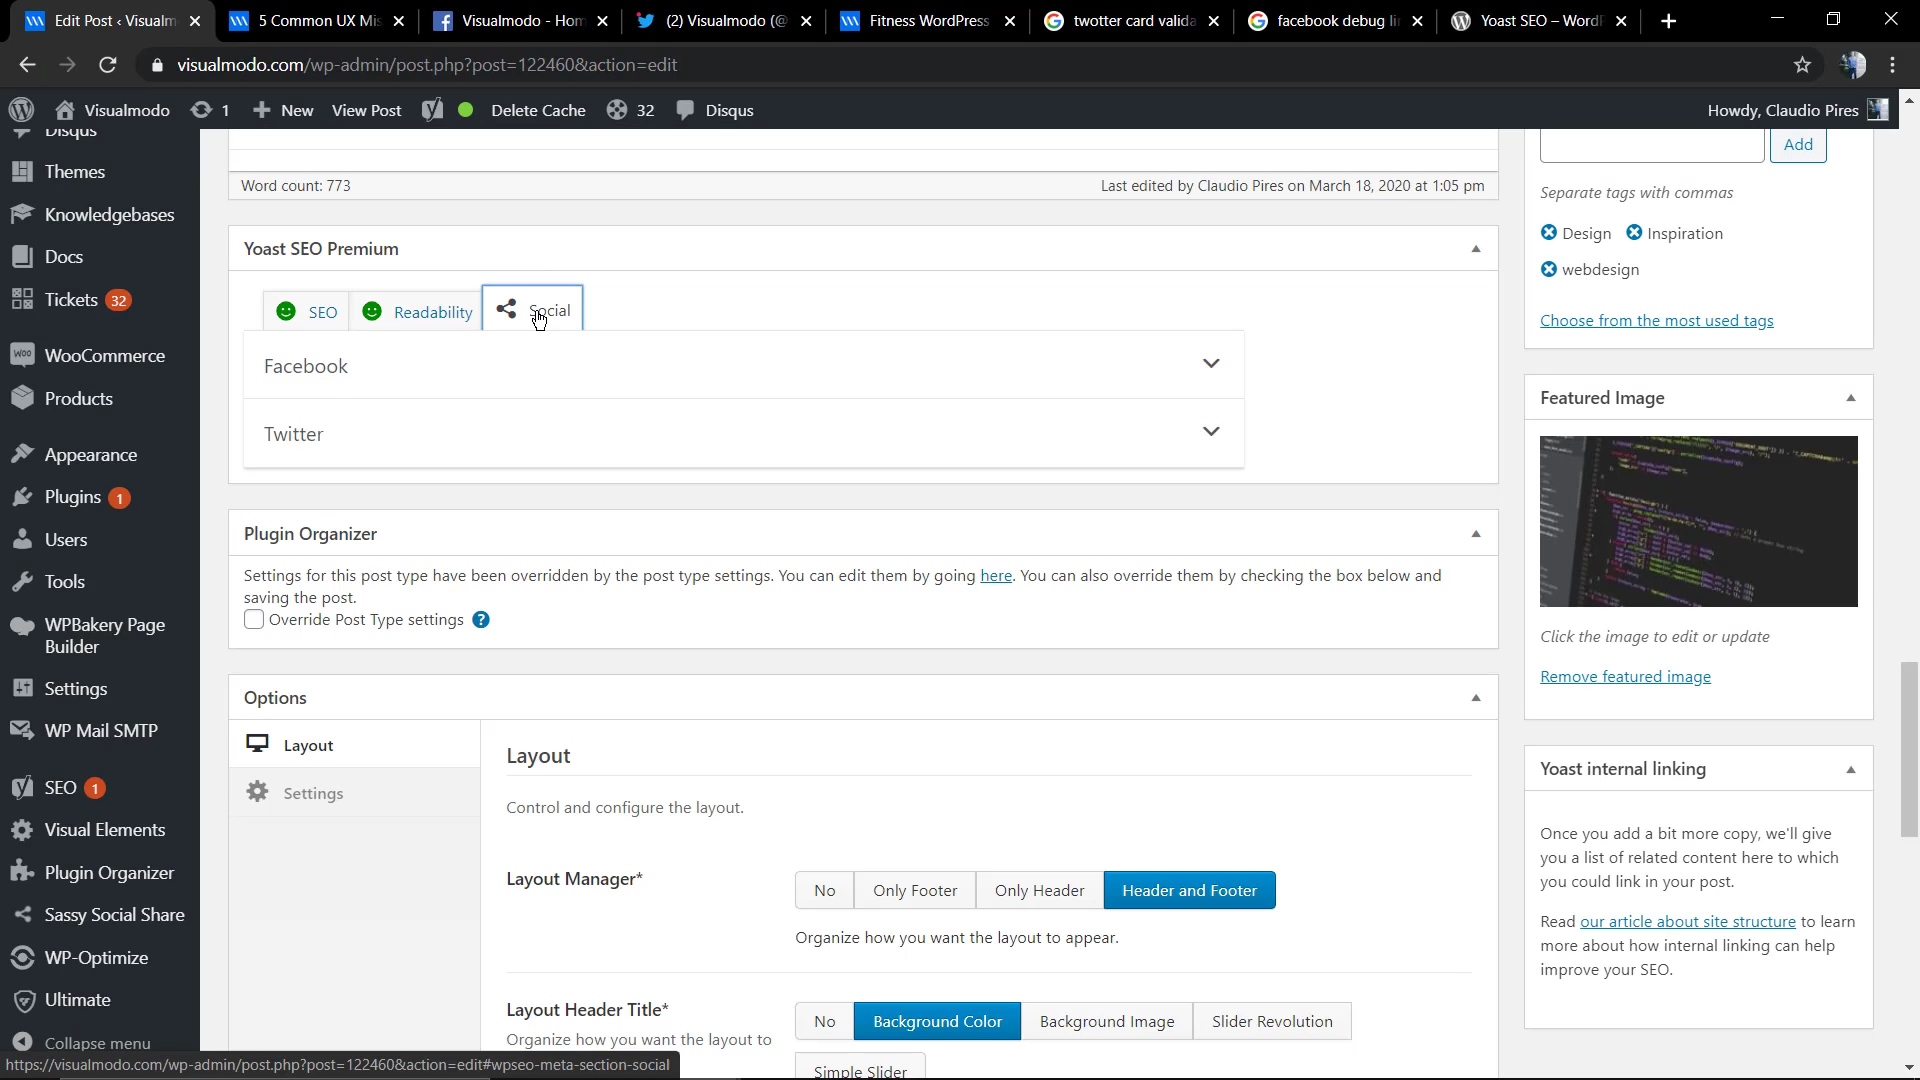 Edit Post ‹ Visualm
5 Common UX Mis
Visualmodo - Hom
(2) Visualmodo (@
Fitness WordPress
twotter card valida
facebook debug li
Yoast SEO – WordF
visualmodo.com/wp-admin/post.php?post=122460&action=edit
Visualmodo
1
New
View Post
Delete Cache
32
Disqus
Howdy, Claudio Pires
Disqus
Themes
Knowledgebases
Docs
Tickets 32
WooCommerce
Products
Appearance
Plugins 1
Users
Tools
WPBakery Page
Builder
Settings
WP Mail SMTP
SEO 1
Visual Elements
Plugin Organizer
Sassy Social Share
WP-Optimize
Ultimate
Collapse menu
Word count: 773
Last edited by Claudio Pires on March 18, 2020 at 1:05 pm
Yoast SEO Premium
SEO
Readability
Social
Facebook
Twitter
Plugin Organizer
Settings for this post type have been overridden by the post type settings. You can edit them by going here. You can also override them by checking the box below and
saving the post.
Override Post Type settings
Options
Layout
Settings
Layout
Control and configure the layout.
Layout Manager*
No
Only Footer
Only Header
Header and Footer
Organize how you want the layout to appear.
Layout Header Title*
Organize how you want the layout to
No
Background Color
Background Image
Slider Revolution
Simple Slider
Add
Separate tags with commas
Design
Inspiration
webdesign
Choose from the most used tags
Featured Image
Click the image to edit or update
Remove featured image
Yoast internal linking
Once you add a bit more copy, we'll give
you a list of related content here to which
you could link in your post.
Read our article about site structure to learn
more about how internal linking can help
improve your SEO.
https://visualmodo.com/wp-admin/post.php?post=122460&action=edit#wpseo-meta-section-social